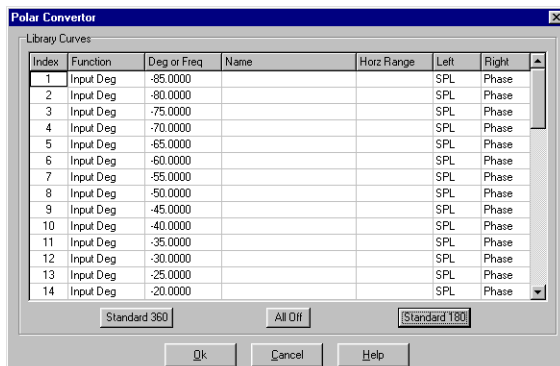 Polar Convertor
Library Curves
Index Function Deg or Freq Name Horz Range Left Right
1 Input Deg -85.0000 SPL Phase
2 Input Deg -80.0000 SPL Phase
3 Input Deg -75.0000 SPL Phase
4 Input Deg -70.0000 SPL Phase
5 Input Deg -65.0000 SPL Phase
6 Input Deg -60.0000 SPL Phase
7 Input Deg -55.0000 SPL Phase
8 Input Deg -50.0000 SPL Phase
9 Input Deg -45.0000 SPL Phase
10 Input Deg -40.0000 SPL Phase
11 Input Deg -35.0000 SPL Phase
12 Input Deg -30.0000 SPL Phase
13 Input Deg -25.0000 SPL Phase
14 Input Deg -20.0000 SPL Phase
Standard 360 All Off Standard 180
Ok Cancel Help